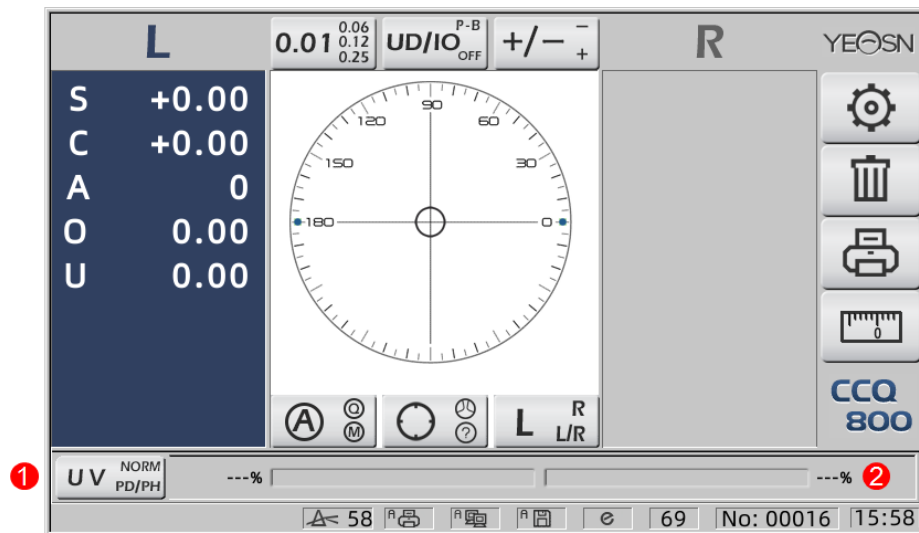 L
0.01 0.06 0.12 0.25
UD/IO P-B OFF
+/− − +
R
YEOSN
S +0.00
C +0.00
A 0
O 0.00
U 0.00
90
120
60
150
30
180
0
0
CCQ
800
A Q M
?
L R L/R
1
UV NORM PD/PH
---%
---%
2
58
A
A
A
e
69
No: 00016
15:58